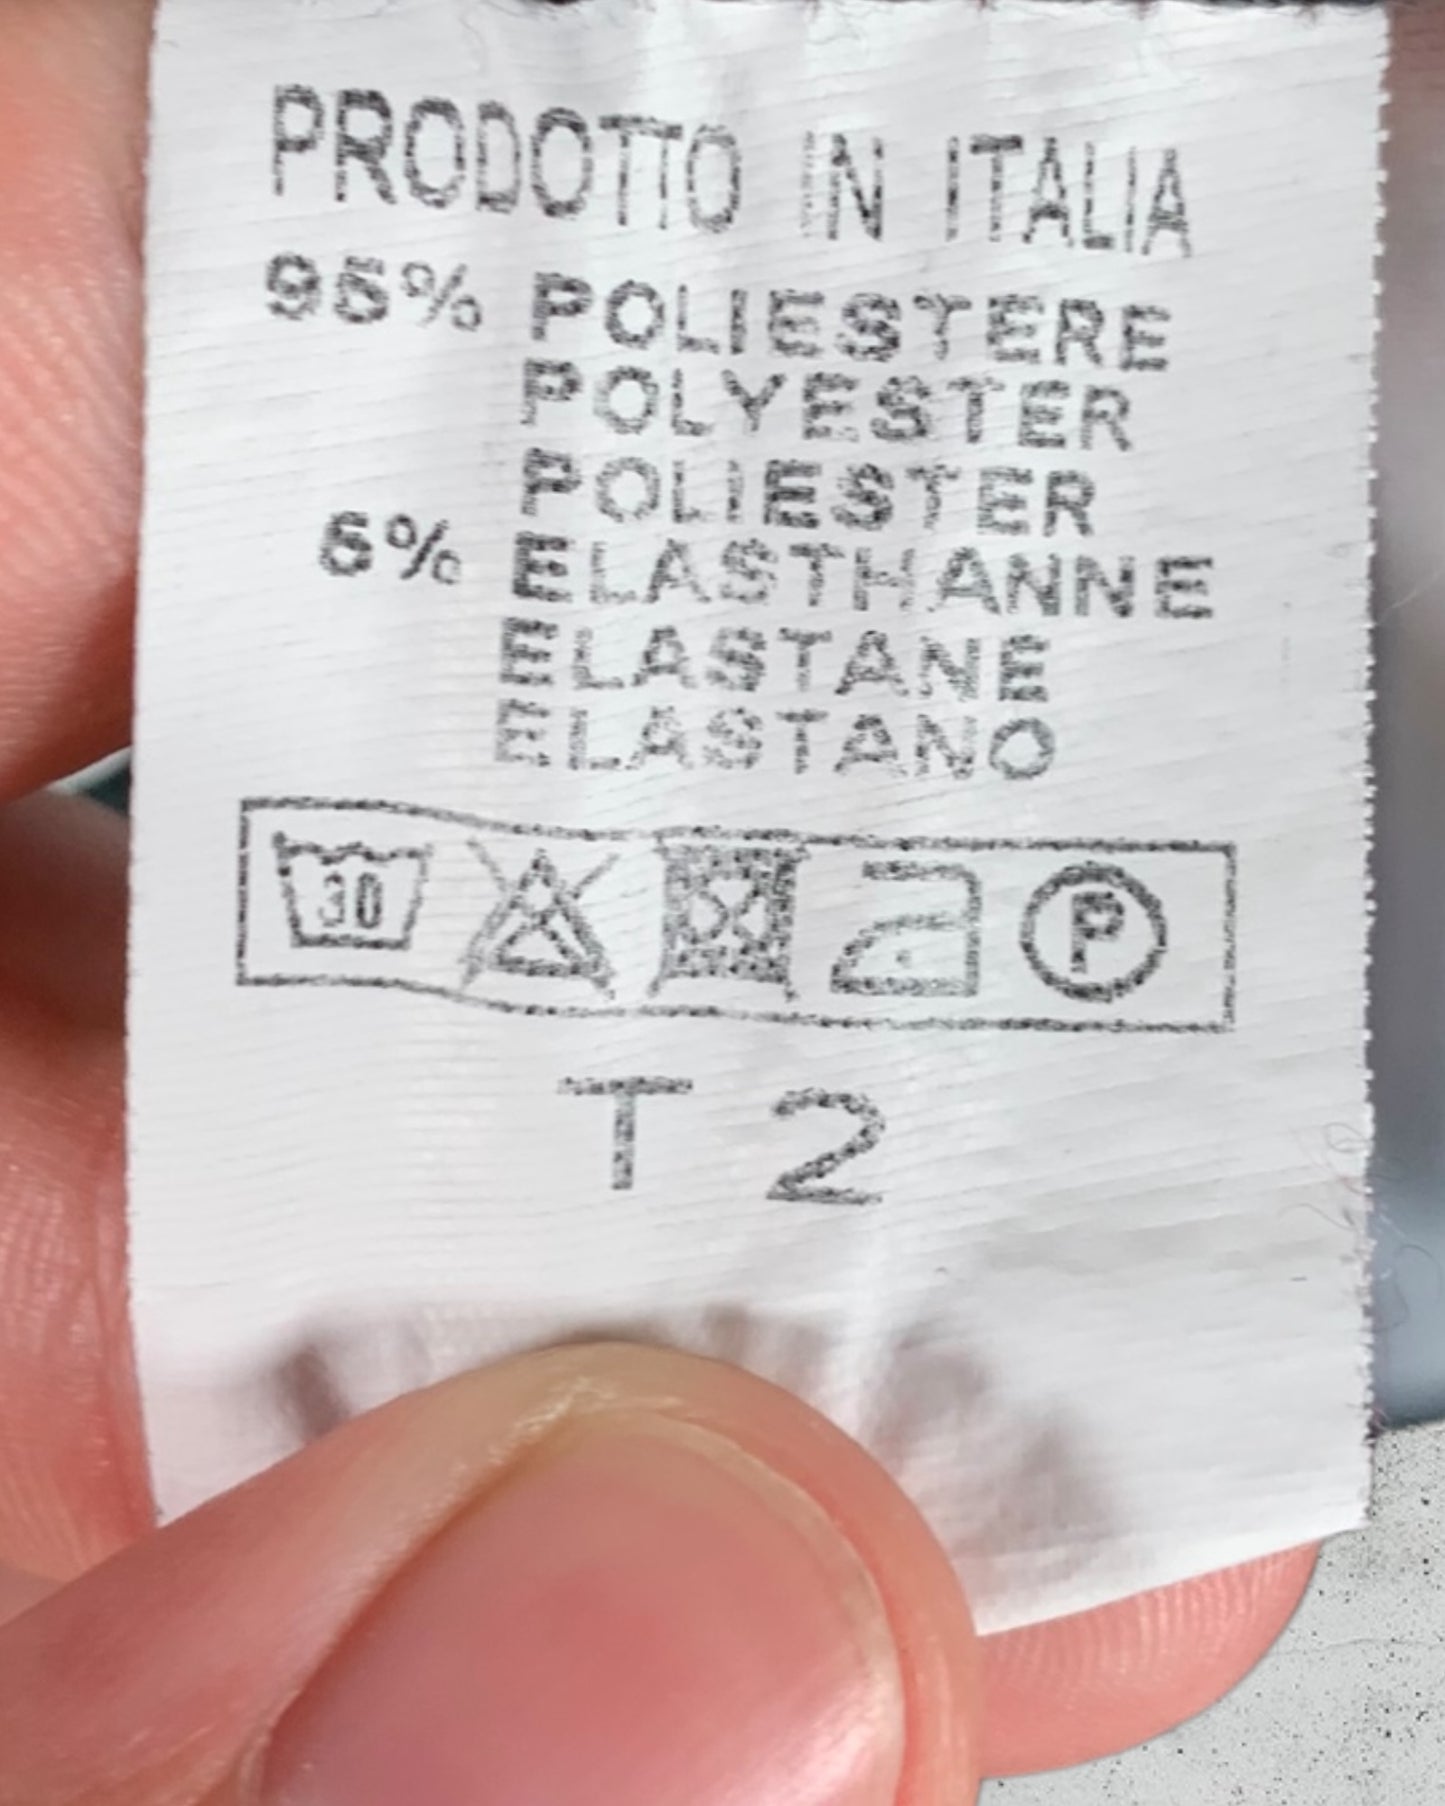 PRODOTTO IN ITALIA
95% POLIESTERE
POLYESTER
POLIESTER
5% ELASTHANNE
ELASTANE
ELASTANO
30 P
T 2